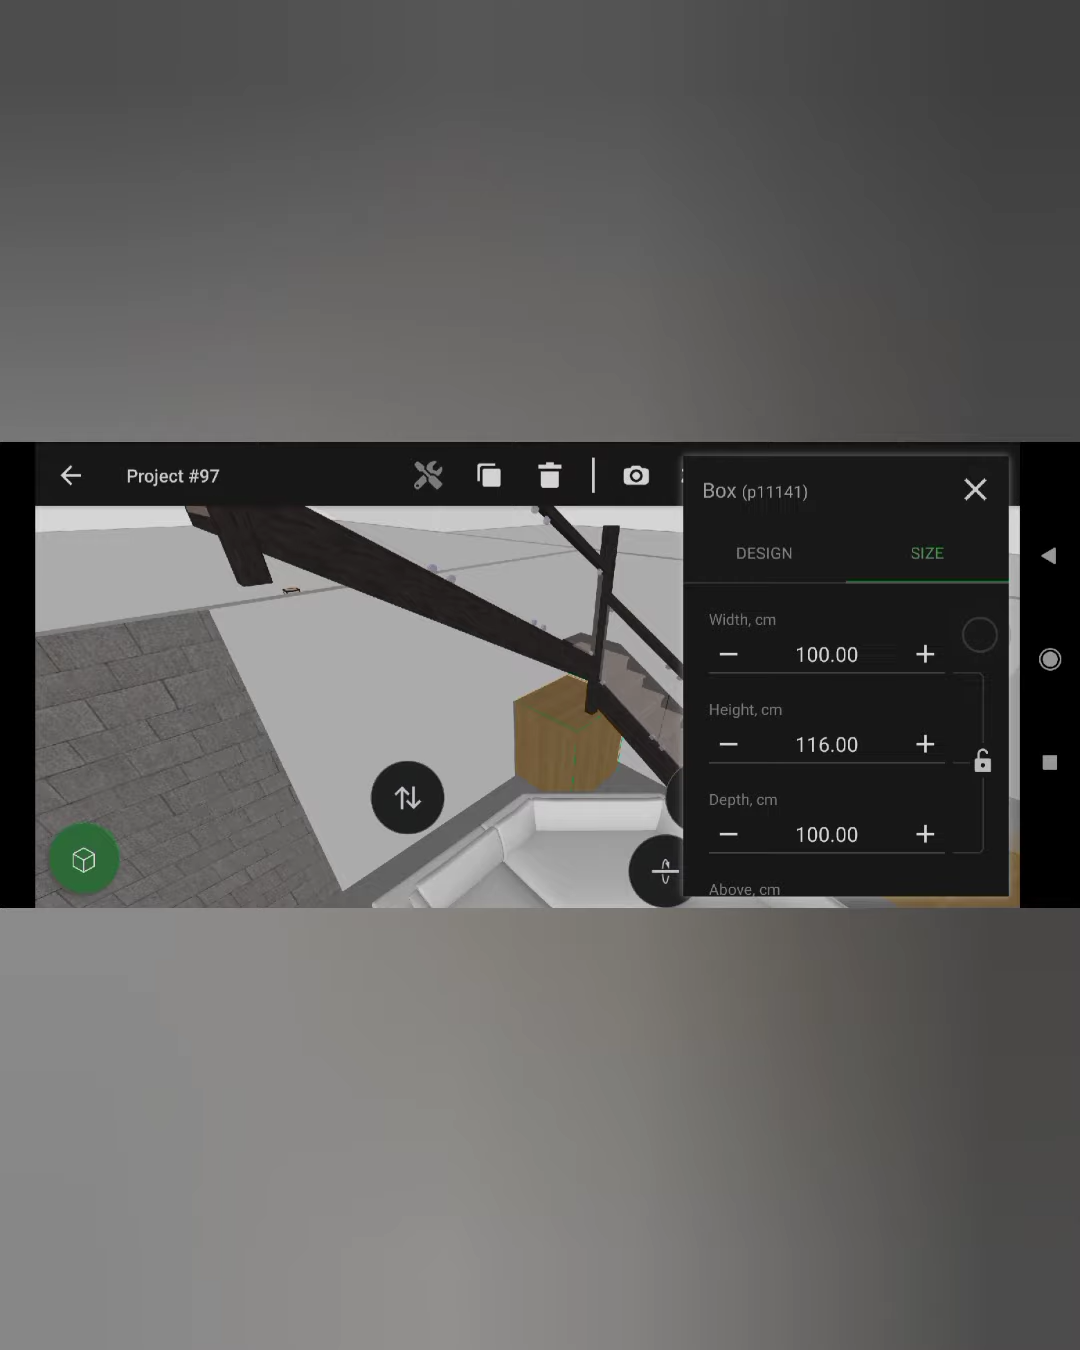 Project #97
Box (p11141)
DESIGN
SIZE
Width, cm
100.00
Height, cm
116.00
Depth, cm
100.00
Above, cm